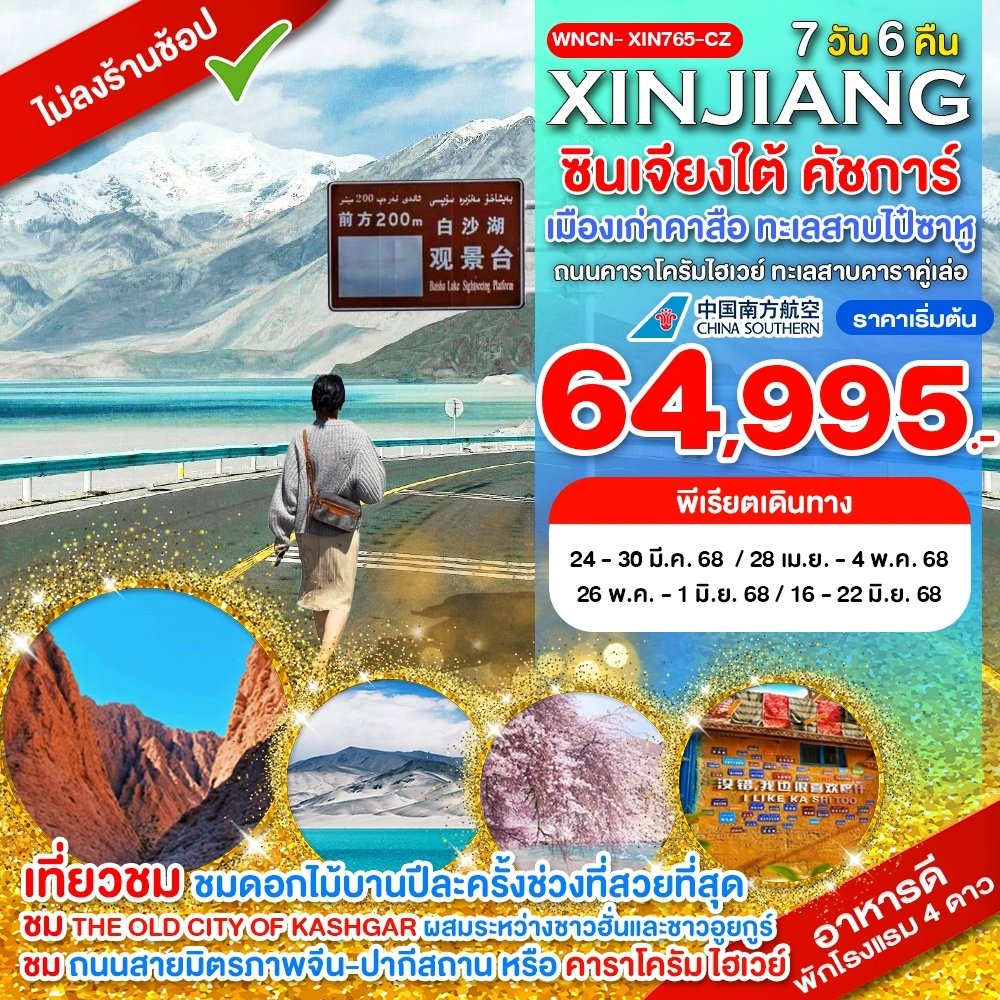 ไม่ลงร้านช้อป
WNCN- XIN765-CZ
7 วัน 6 คืน
XINJIANG
ซินเจียงใต้ คัชการ์
เมืองเก่าคาสือ ทะเลสาบไป๋ซาหู
ถนนคาราโครัมไฮเวย์ ทะเลสาบคาราคู่เล่อ
中国南方航空
CHINA SOUTHERN
ราคาเริ่มต้น
64,995.-
พีเรียตเดินทาง
24 - 30 มี.ค. 68 / 28 เม.ย. - 4 พ.ค. 68
26 พ.ค. - 1 มิ.ย. 68 / 16 - 22 มิ.ย. 68
前方200m 白沙湖
观景台
Baisha Lake Sightseeing Platform
没错,我也很喜欢喀什
I LIKE KA SHI TOO
เที่ยวชม ชมดอกไม้บานปีละครั้งช่วงที่สวยที่สุด
ชม THE OLD CITY OF KASHGAR ผสมระหว่างชาวฮั่นและชาวอูยกูร์
ชม ถนนสายมิตรภาพจีน-ปากีสถาน หรือ คาราโครัม ไฮเวย์
อาหารดี
พักโรงแรม 4 ดาว